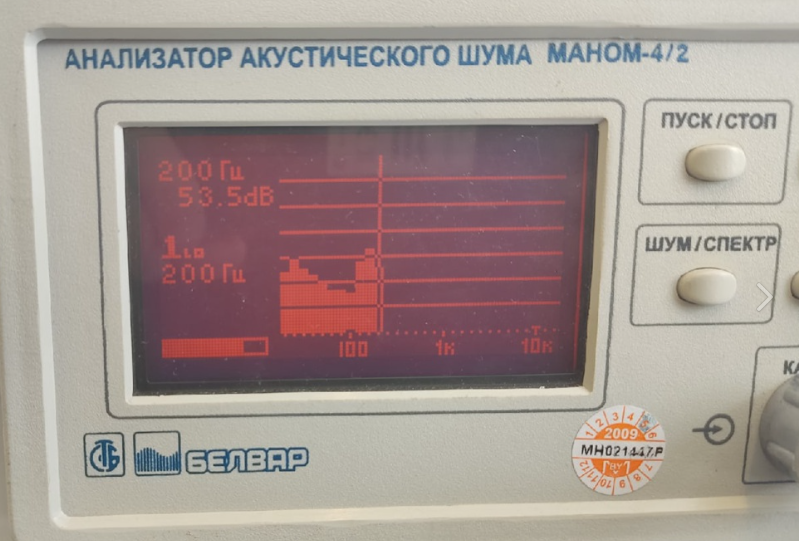 АНАЛИЗАТОР АКУСТИЧЕСКОГО ШУМА МАНОМ-4/2
ПУСК/СТОП
200 Гц
53.5dB
200 Гц
ШУМ/СПЕКТР
100 1к 10к
БЕЛВАР
2009